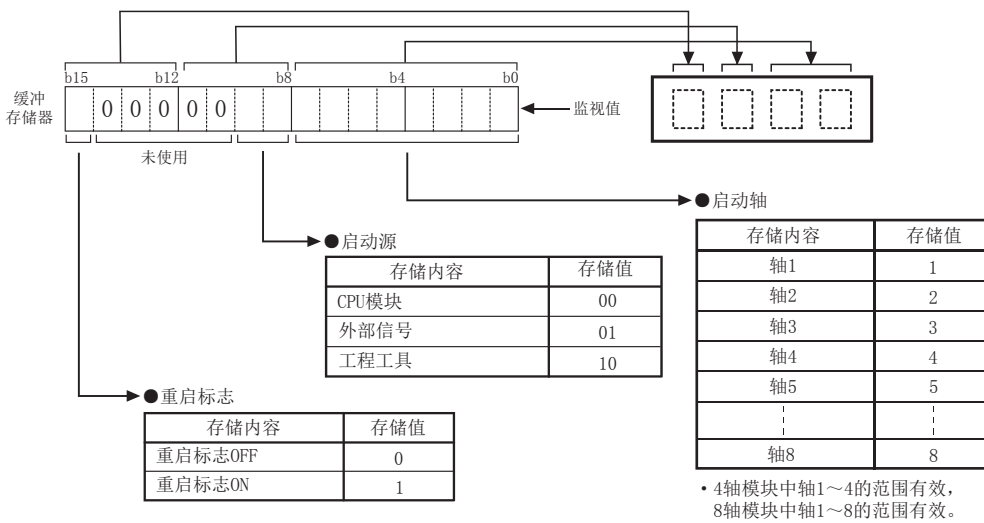 b15 b12 b8 b4 b0
缓冲
存储器
0 0 0 0 0
监视值
未使用
●启动轴
存储内容 存储值
轴1 1
轴2 2
轴3 3
轴4 4
轴5 5
轴8 8
・4轴模块中轴1～4的范围有效，
8轴模块中轴1～8的范围有效。
●启动源
存储内容 存储值
CPU模块 00
外部信号 01
工程工具 10
●重启标志
存储内容 存储值
重启标志OFF 0
重启标志ON 1